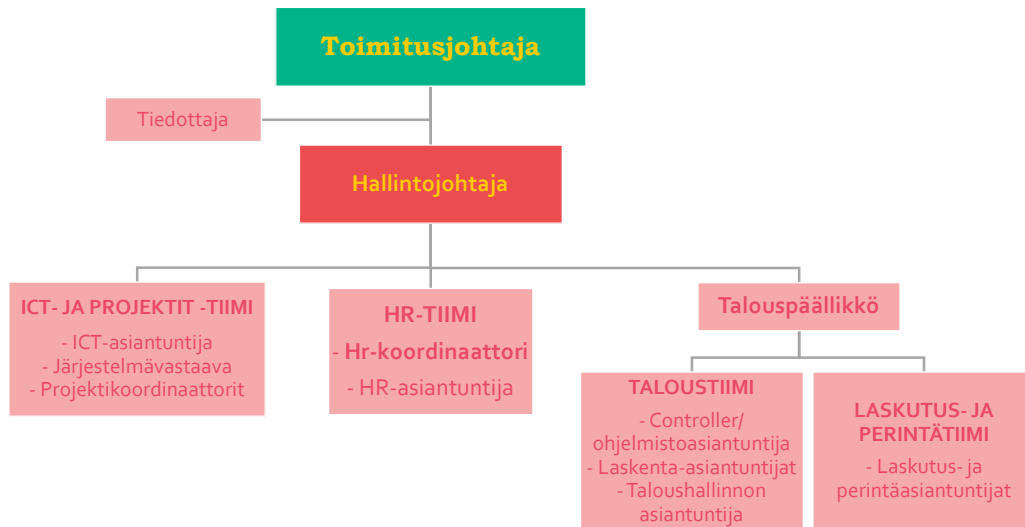 Toimitusjohtaja
Tiedottaja
Hallintojohtaja
ICT- JA PROJEKTIT -TIIMI
- ICT-asiantuntija
- Järjestelmävastaava
- Projektikoordinaattorit
HR-TIIMI
- Hr-koordinaattori
- HR-asiantuntija
Talouspäällikkö
TALOUSTIIMI
- Controller/
ohjelmistoasiantuntija
- Laskenta-asiantuntijat
- Taloushallinnon
asiantuntija
LASKUTUS- JA
PERINTÄTIIMI
- Laskutus- ja
perintäasiantuntijat